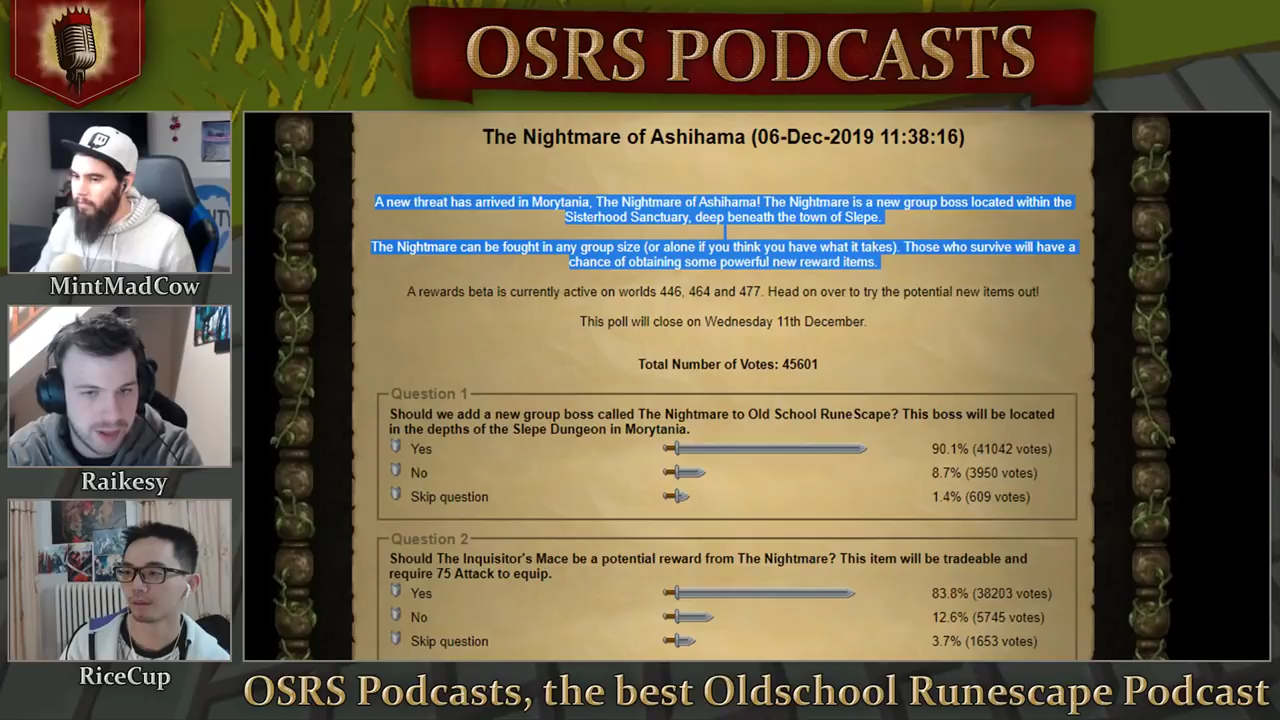 OSRS PODCASTS
MintMadCow
Raikesy
RiceCup
The Nightmare of Ashihama (06-Dec-2019 11:38:16)
A new threat has arrived in Morytania, The Nightmare of Ashihama! The Nightmare is a new group boss located within the
Sisterhood Sanctuary, deep beneath the town of Slepe.
The Nightmare can be fought in any group size (or alone if you think you have what it takes). Those who survive will have a
chance of obtaining some powerful new reward items.
A rewards beta is currently active on worlds 446, 464 and 477. Head on over to try the potential new items out!
This poll will close on Wednesday 11th December.
Total Number of Votes: 45601
Question 1
Should we add a new group boss called The Nightmare to Old School RuneScape? This boss will be located
in the depths of the Slepe Dungeon in Morytania.
Yes 90.1% (41042 votes)
No 8.7% (3950 votes)
Skip question 1.4% (609 votes)
Question 2
Should The Inquisitor's Mace be a potential reward from The Nightmare? This item will be tradeable and
require 75 Attack to equip.
Yes 83.8% (38203 votes)
No 12.6% (5745 votes)
Skip question 3.7% (1653 votes)
OSRS Podcasts, the best Oldschool Runescape Podcast